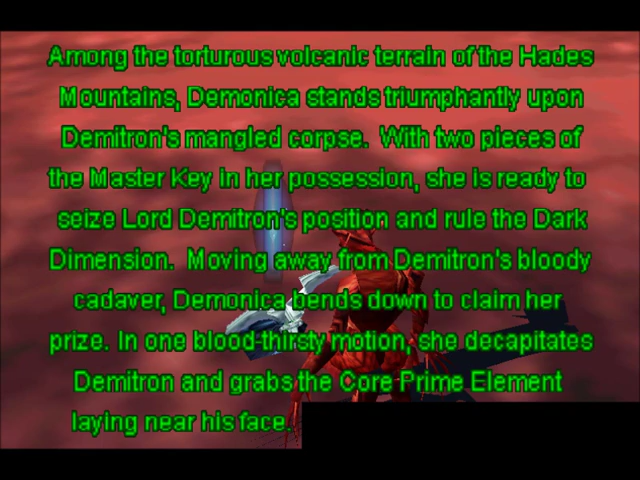 Among the torturous volcanic terrain of the Hades
Mountains, Demonica stands triumphantly upon
Demitron's mangled corpse.  With two pieces of
the Master Key in her possession, she is ready to
seize Lord Demitron's position and rule the Dark
Dimension.  Moving away from Demitron's bloody
cadaver, Demonica bends down to claim her
prize. In one blood-thirsty motion, she decapitates
Demitron and grabs the Core Prime Element
laying near his face.